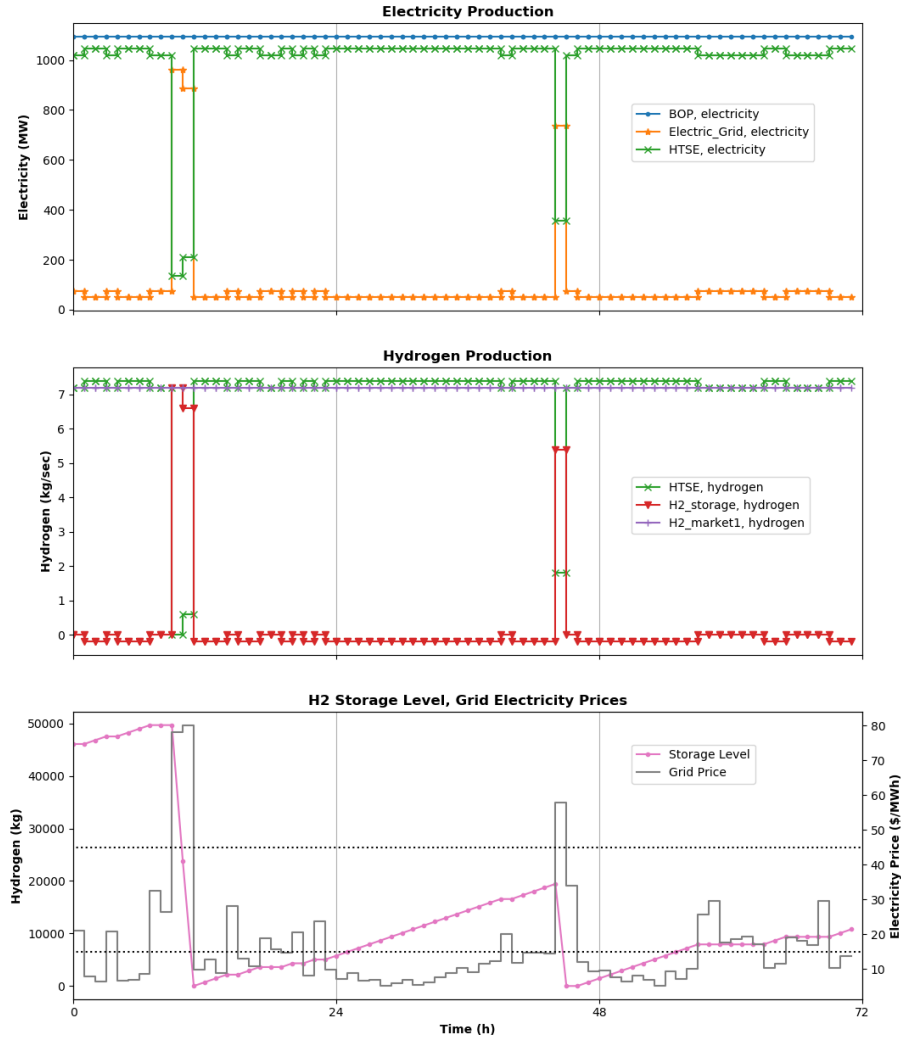 Electricity Production
1000
800
600
400
200
0
Electricity (MW)
BOP, electricity
Electric_Grid, electricity
HTSE, electricity
Hydrogen Production
7
6
5
4
3
2
1
0
Hydrogen (kg/sec)
HTSE, hydrogen
H2_storage, hydrogen
H2_market1, hydrogen
H2 Storage Level, Grid Electricity Prices
50000
40000
30000
20000
10000
0
Hydrogen (kg)
Storage Level
Grid Price
80
70
60
50
40
30
20
10
Electricity Price ($/MWh)
0
24
48
72
Time (h)